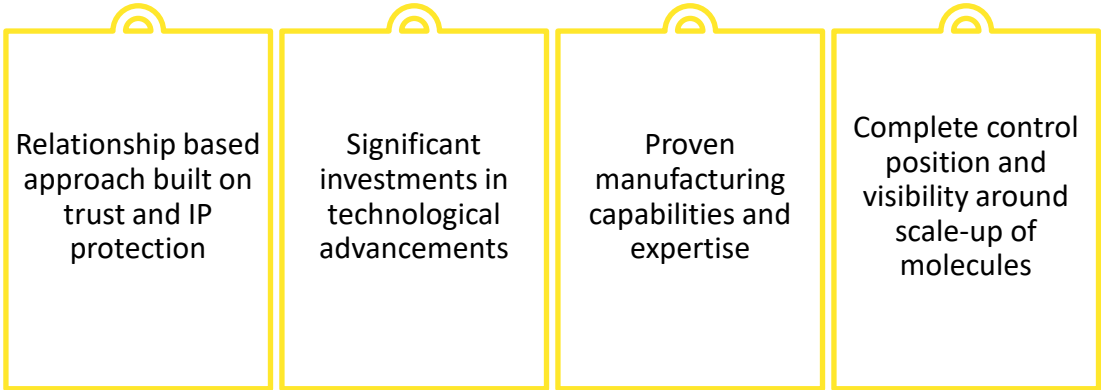 Relationship based
approach built on
trust and IP
protection
Significant
investments in
technological
advancements
Proven
manufacturing
capabilities and
expertise
Complete control
position and
visibility around
scale-up of
molecules